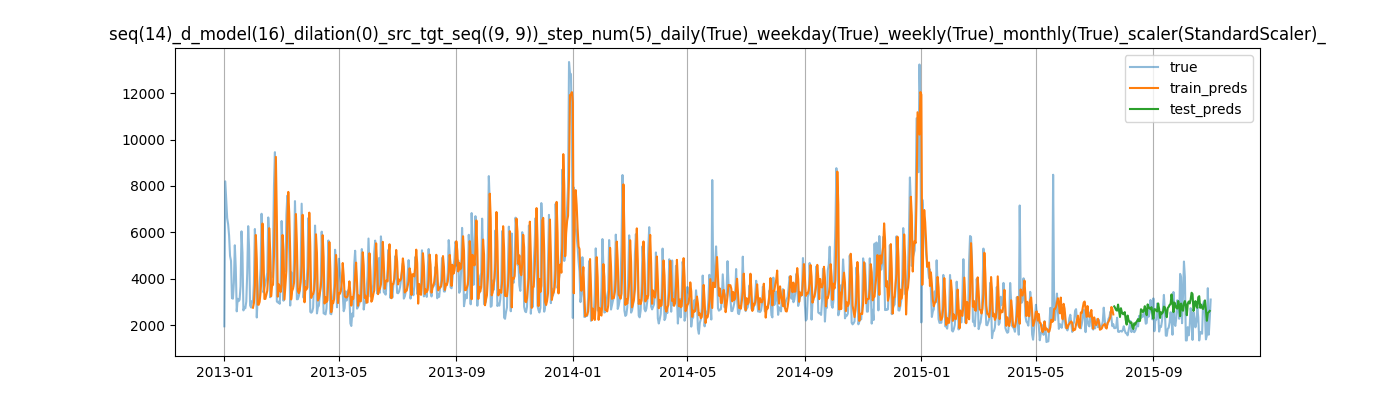 seq(14)_d_model(16)_dilation(0)_src_tgt_seq((9, 9))_step_num(5)_daily(True)_weekday(True)_weekly(True)_monthly(True)_scaler(StandardScaler)_
true
train_preds
test_preds
12000
10000
8000
6000
4000
2000
2013-01 2013-05 2013-09 2014-01 2014-05 2014-09 2015-01 2015-05 2015-09